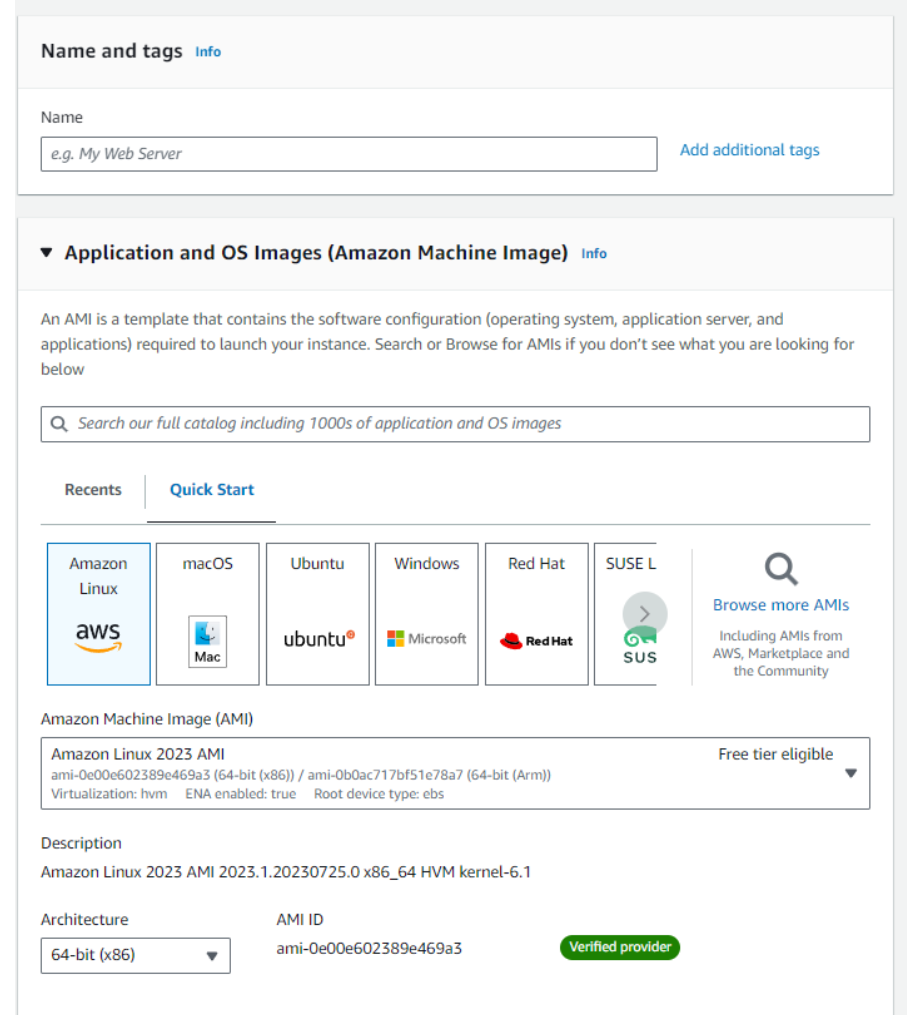 Name and tags Info
Name
e.g. My Web Server
Add additional tags
Application and OS Images (Amazon Machine Image) Info
An AMI is a template that contains the software configuration (operating system, application server, and
applications) required to launch your instance. Search or Browse for AMIs if you don't see what you are looking for
below
Search our full catalog including 1000s of application and OS images
Recents
Quick Start
Amazon
Linux
aws
macOS
Mac
Ubuntu
ubuntu
Windows
Microsoft
Red Hat
Red Hat
SUSE L
SUS
Browse more AMIs
Including AMIs from
AWS, Marketplace and
the Community
Amazon Machine Image (AMI)
Amazon Linux 2023 AMI
Free tier eligible
ami-0e00e602389e469a3 (64-bit (x86)) / ami-0b0ac717bf51e78a7 (64-bit (Arm))
Virtualization: hvm ENA enabled: true Root device type: ebs
Description
Amazon Linux 2023 AMI 2023.1.20230725.0 x86_64 HVM kernel-6.1
Architecture
AMI ID
64-bit (x86)
ami-0e00e602389e469a3
Verified provider